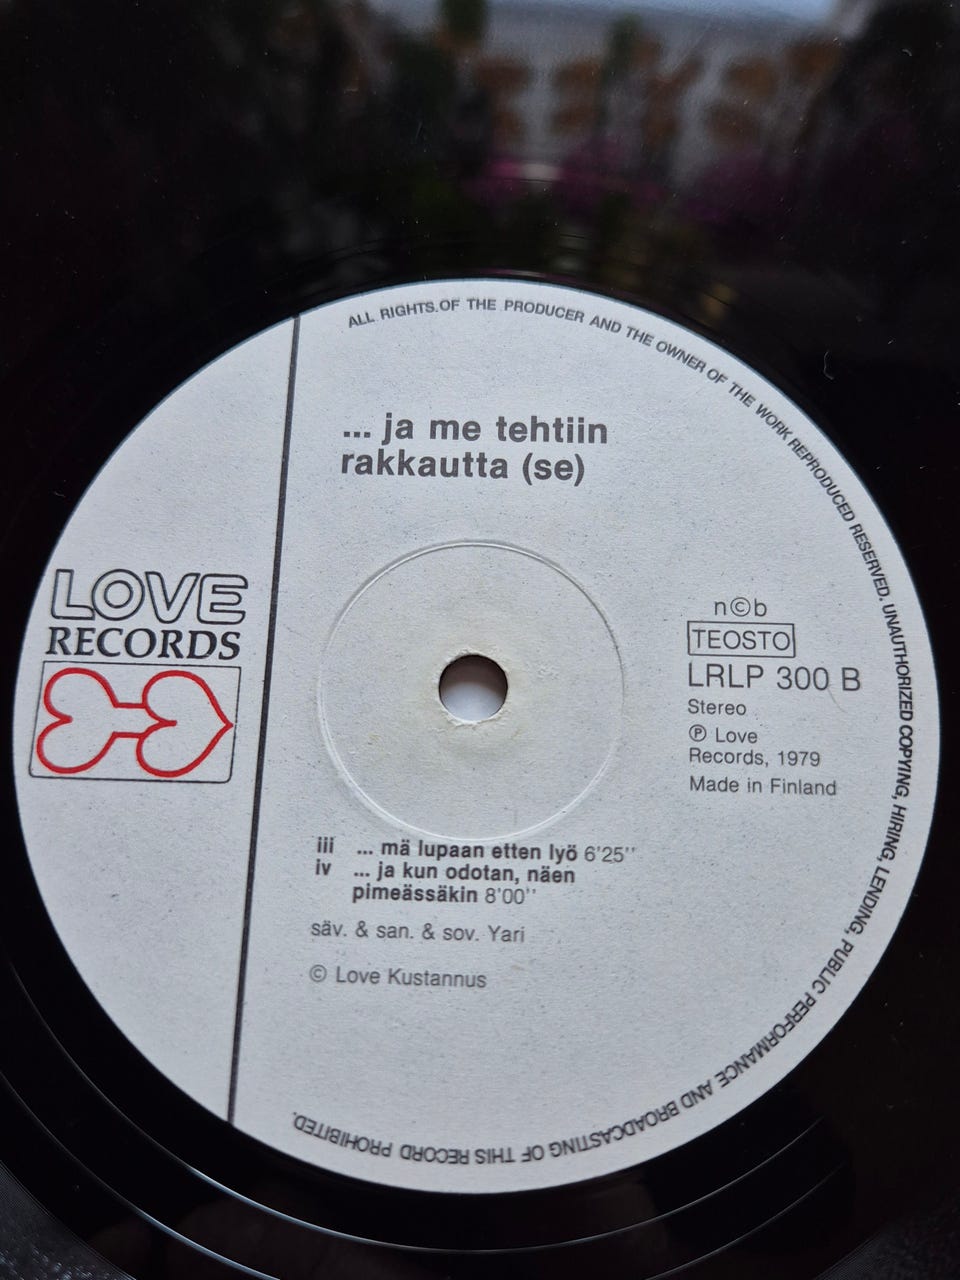 ALL RIGHTS OF THE PRODUCER AND THE OWNER OF THE WORK REPRODUCED RESERVED. UNAUTHORIZED COPYING, HIRING, LENDING, PUBLIC PERFORMANCE AND BROADCASTING OF THIS RECORD PROHIBITED.
... ja me tehtiin
rakkautta (se)
LOVE
RECORDS
n©b
TEOSTO
LRLP 300 B
Stereo
℗ Love
Records, 1979
Made in Finland
iii ... mä lupaan etten lyö 6'25''
iv ... ja kun odotan, näen
pimeässäkin 8'00''
säv. & san. & sov. Yari
© Love Kustannus